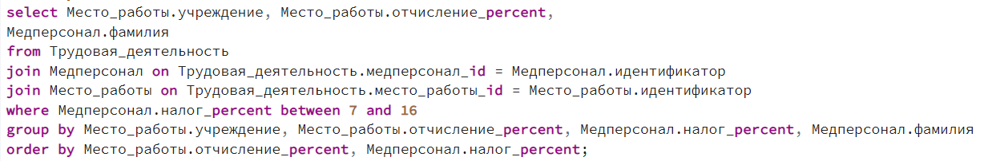 select Место_работы.учреждение, Место_работы.отчисление_percent,
Медперсонал.фамилия
from Трудовая_деятельность
join Медперсонал on Трудовая_деятельность.медперсонал_id = Медперсонал.идентификатор
join Место_работы on Трудовая_деятельность.место_работы_id = Место_работы.идентификатор
where Медперсонал.налог_percent between 7 and 16
group by Место_работы.учреждение, Место_работы.отчисление_percent, Медперсонал.налог_percent, Медперсонал.фамилия
order by Место_работы.отчисление_percent, Медперсонал.налог_percent;